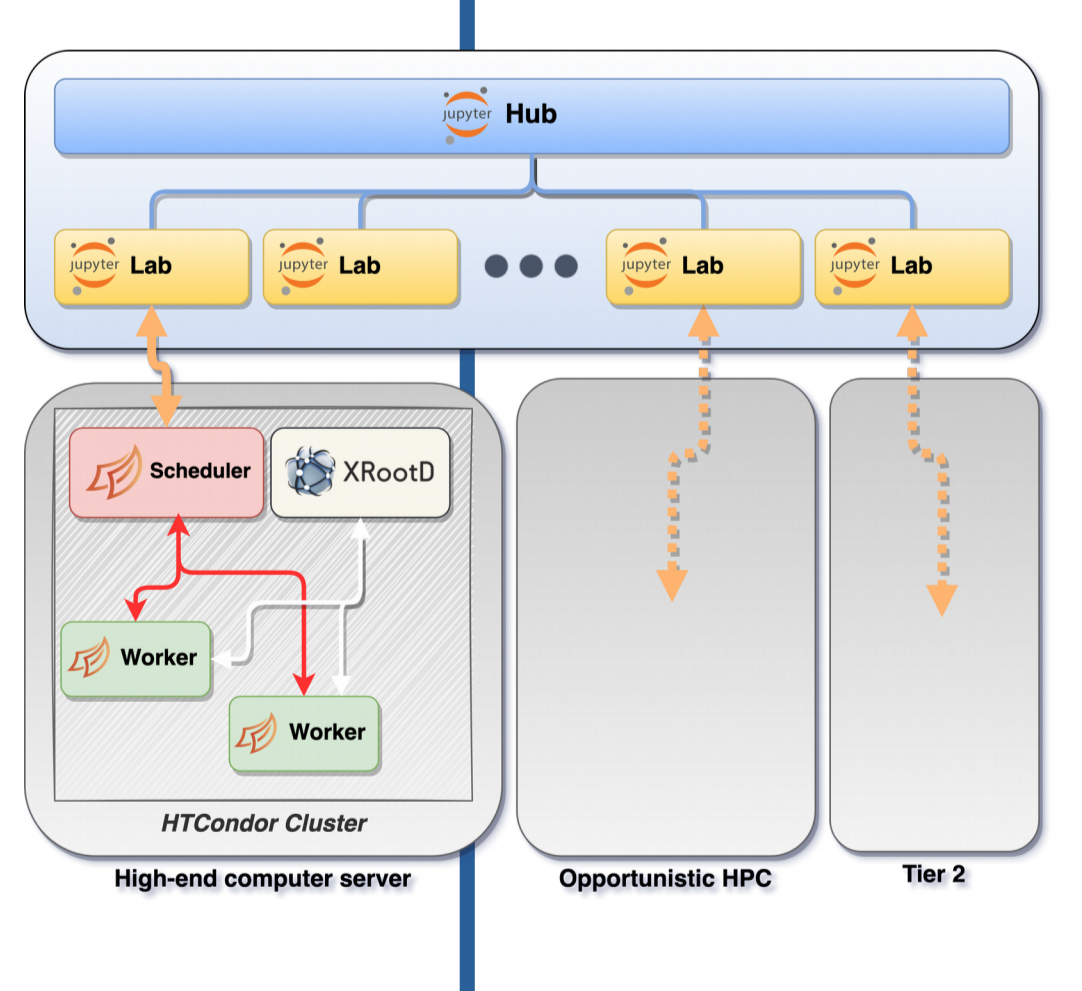 jupyter Hub
jupyter Lab
jupyter Lab
jupyter Lab
jupyter Lab
Scheduler
XRootD
Worker
Worker
HTCondor Cluster
High-end computer server
Opportunistic HPC
Tier 2